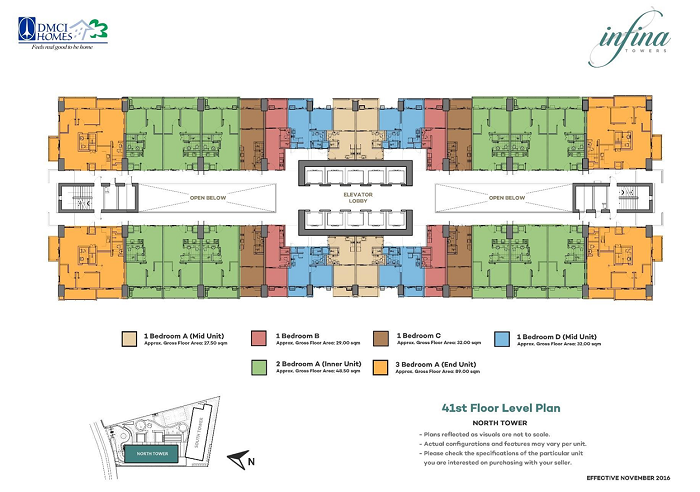 DMCI
HOMES
Feels real good to be home
infina
TOWERS
OPEN BELOW
ELEVATOR
LOBBY
OPEN BELOW
1 Bedroom A (Mid Unit)
Approx. Gross Floor Area: 27.50 sqm
1 Bedroom B
Approx. Gross Floor Area: 29.00 sqm
1 Bedroom C
Approx. Gross Floor Area: 32.00 sqm
1 Bedroom D (Mid Unit)
Approx. Gross Floor Area: 32.00 sqm
2 Bedroom A (Inner Unit)
Approx. Gross Floor Area: 48.50 sqm
3 Bedroom A (End Unit)
Approx. Gross Floor Area: 89.00 sqm
SOUTH TOWER
NORTH TOWER
N
41st Floor Level Plan
NORTH TOWER
- Plans reflected as visuals are not to scale.
- Actual configurations and features may vary per unit.
- Please check the specifications of the particular unit
you are interested on purchasing with your seller.
EFFECTIVE NOVEMBER 2016